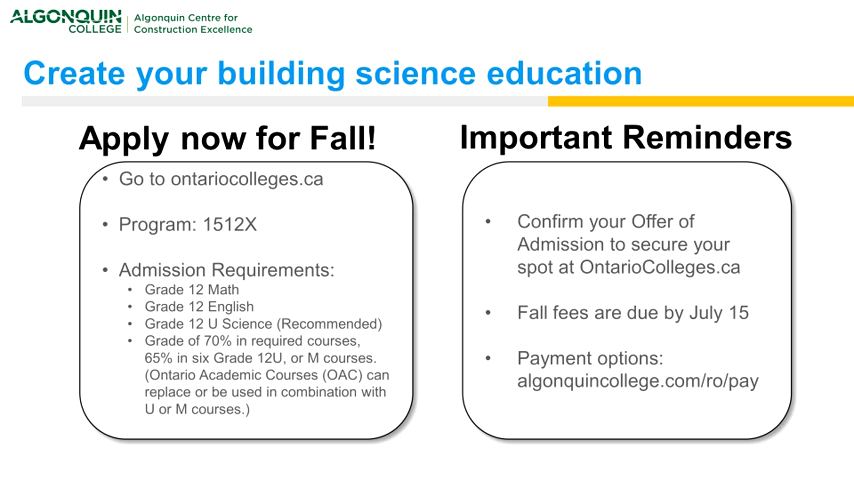 ALGONQUIN
COLLEGE
Algonquin Centre for
Construction Excellence
Create your building science education
Apply now for Fall!
• Go to ontariocolleges.ca
• Program: 1512X
• Admission Requirements:
• Grade 12 Math
• Grade 12 English
• Grade 12 U Science (Recommended)
• Grade of 70% in required courses,
65% in six Grade 12U, or M courses.
(Ontario Academic Courses (OAC) can
replace or be used in combination with
U or M courses.)
Important Reminders
• Confirm your Offer of
Admission to secure your
spot at OntarioColleges.ca
• Fall fees are due by July 15
• Payment options:
algonquincollege.com/ro/pay